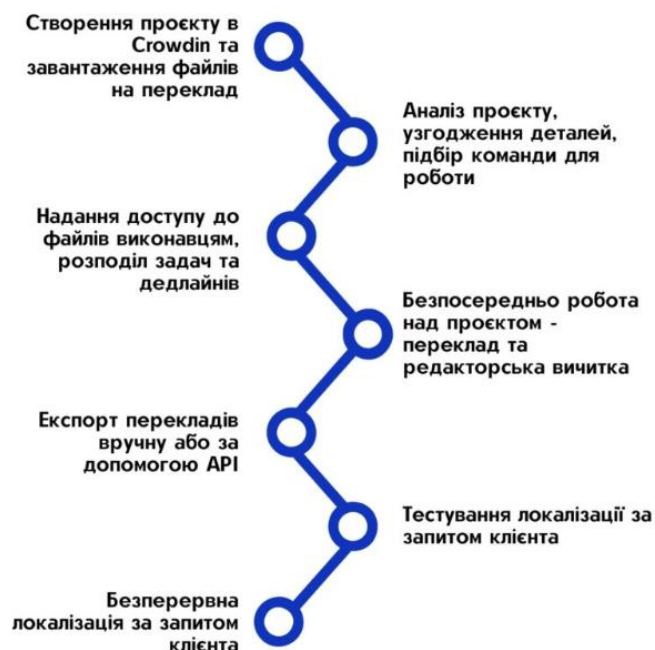 Створення проєкту в
Crowdin та
завантаження файлів
на переклад
Аналіз проєкту,
узгодження деталей,
підбір команди для
роботи
Надання доступу до
файлів виконавцям,
розподіл задач та
дедлайнів
Безпосередньо робота
над проєктом -
переклад та
редакторська вичитка
Експорт перекладів
вручну або за
допомогою API
Тестування локалізації за
запитом клієнта
Безперервна
локалізація за запитом
клієнта